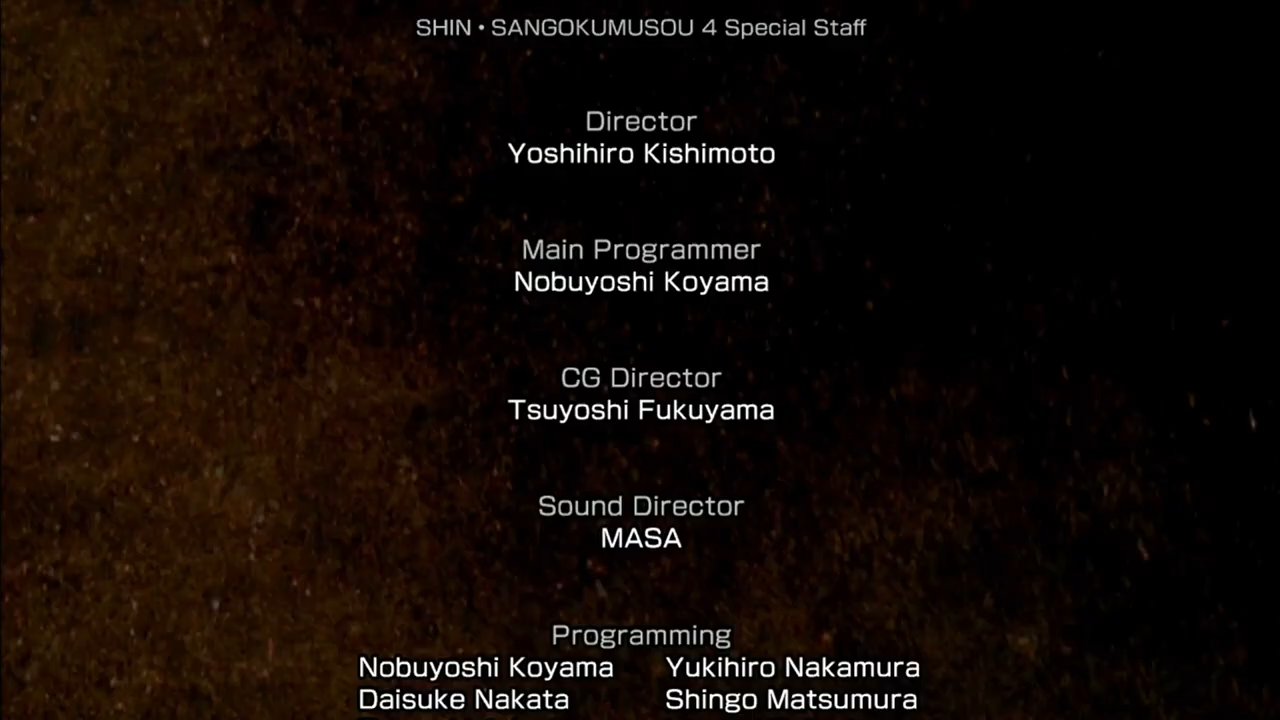 SHIN・SANGOKUMUSOU 4 Special Staff
Director
Yoshihiro Kishimoto
Main Programmer
Nobuyoshi Koyama
CG Director
Tsuyoshi Fukuyama
Sound Director
MASA
Programming
Nobuyoshi Koyama Yukihiro Nakamura
Daisuke Nakata Shingo Matsumura